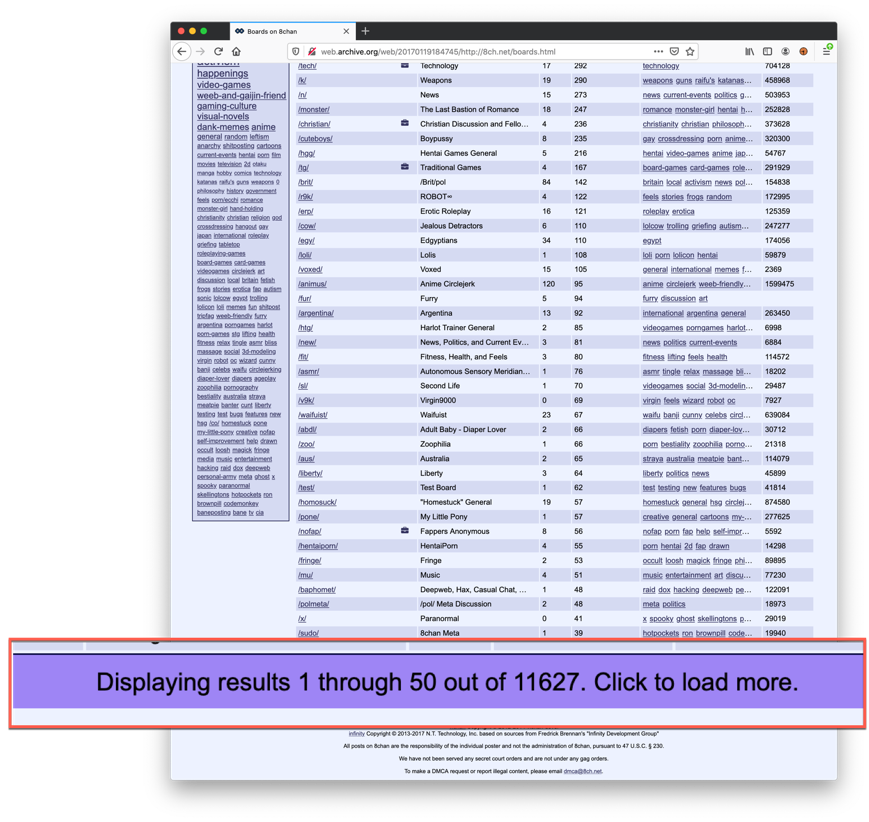 Boards on 8chan
web.archive.org/web/20170119184745/http://8ch.net/boards.html
activism
happenings
video-games
weeb-and-gaijin-friend
gaming-culture
visual-novels
dank-memes anime
general random leftism
anarchy shitposting cartoons
current-events hentai porn film
movies television 2d otaku
manga hobby comics technology
katanas raifu's guns weapons 0
philosophy history government
feels porn/ecchi romance
monster-girl hand-holding
christianity christian religion god
crossdressing hangout gay
japan international roleplay
griefing tabletop
roleplaying-games
board-games card-games
videogames circlejerk art
discussion local britain fetish
frogs stories erotica fap autism
sonic lolcow egypt trolling
lolicon loli memes fun shitpost
tripfag weeb-friendly furry
argentina porngames harlot
porn-games stg lifting health
fitness relax tingle asmr bliss
massage social 3d-modeling
virgin robot oc wizard cunny
banji celebs waifu circlejerking
diaper-lover diapers ageplay
zoophilia pornography
bestiality australia straya
meatpie banter cunt liberty
testing test bugs features new
hsg /co/ homestuck pone
my-little-pony creative nofap
self-improvement help drawn
occult loosh magick fringe
media music entertainment
hacking raid dox deepweb
personal-army meta ghost x
spooky paranormal
skellingtons hotpockets ron
brownpill codemonkey
baneposting bane tv cia
/tech/ Technology 17 292 technology 704128
/k/ Weapons 19 290 weapons guns raifu's katanas... 458968
/n/ News 15 273 news current-events politics g... 503953
/monster/ The Last Bastion of Romance 18 247 romance monster-girl hentai h... 252828
/christian/ Christian Discussion and Fello... 4 236 christianity christian philosoph... 373628
/cuteboys/ Boypussy 8 235 gay crossdressing porn anime... 320300
/hgg/ Hentai Games General 5 216 hentai video-games anime jap... 54767
/tg/ Traditional Games 4 167 board-games card-games role... 291929
/brit/ /Brit/pol 84 142 britain local activism news pol... 154838
/r9k/ ROBOT∞ 4 122 feels stories frogs random 172995
/erp/ Erotic Roleplay 16 121 roleplay erotica 125359
/cow/ Jealous Detractors 6 110 lolcow trolling griefing autism... 247277
/egy/ Edgyptians 34 110 egypt 174056
/loli/ Lolis 1 108 loli porn lolicon hentai 59879
/voxed/ Voxed 15 105 general international memes f... 2369
/animus/ Anime Circlejerk 120 95 anime circlejerk weeb-friendly... 1599475
/fur/ Furry 5 94 furry discussion art
/argentina/ Argentina 13 92 international argentina general 263450
/htg/ Harlot Trainer General 2 85 videogames porngames harlot... 6998
/new/ News, Politics, and Current Ev... 3 81 news politics current-events 6884
/fit/ Fitness, Health, and Feels 3 80 fitness lifting feels health 114572
/asmr/ Autonomous Sensory Meridian... 1 76 asmr tingle relax massage bli... 18202
/sl/ Second Life 1 70 videogames social 3d-modelin... 29487
/v9k/ Virgin9000 0 69 virgin feels wizard robot oc 7927
/waifuist/ Waifuist 23 67 waifu banji cunny celebs circl... 639084
/abdl/ Adult Baby - Diaper Lover 2 66 diapers fetish porn diaper-lov... 30712
/zoo/ Zoophilia 1 66 porn bestiality zoophilia porno... 21318
/aus/ Australia 2 65 straya australia meatpie bant... 114079
/liberty/ Liberty 3 64 liberty politics news 45899
/test/ Test Board 1 62 test testing new features bugs 41814
/homosuck/ "Homestuck" General 19 57 homestuck general hsg circlej... 874580
/pone/ My Little Pony 1 57 creative general cartoons my-... 277625
/nofap/ Fappers Anonymous 8 56 nofap porn fap help self-impr... 5592
/hentaiporn/ HentaiPorn 4 55 porn hentai 2d fap drawn 14298
/fringe/ Fringe 2 53 occult loosh magick fringe phi... 89895
/mu/ Music 4 51 music entertainment art discu... 77230
/baphomet/ Deepweb, Hax, Casual Chat, ... 1 48 raid dox hacking deepweb pe... 122091
/polmeta/ /pol/ Meta Discussion 2 48 meta politics 18973
/x/ Paranormal 0 41 x spooky ghost skellingtons p... 29019
/sudo/ 8chan Meta 1 39 hotpockets ron brownpill code... 19940
Displaying results 1 through 50 out of 11627. Click to load more.
infinity Copyright © 2013-2017 N.T. Technology, Inc. based on sources from Fredrick Brennan's "Infinity Development Group"
All posts on 8chan are the responsibility of the individual poster and not the administration of 8chan, pursuant to 47 U.S.C. § 230.
We have not been served any secret court orders and are not under any gag orders.
To make a DMCA request or report illegal content, please email dmca@8ch.net.